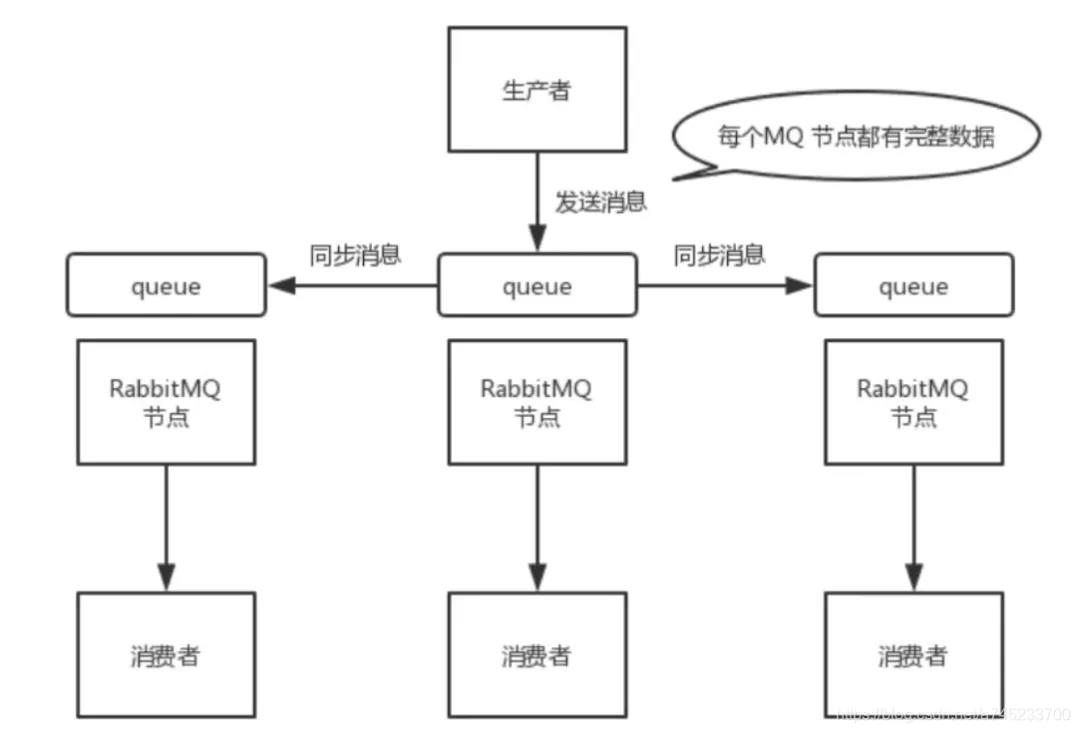 生产者
每个MQ 节点都有完整数据
发送消息
同步消息
同步消息
queue
queue
queue
RabbitMQ
节点
RabbitMQ
节点
RabbitMQ
节点
消费者
消费者
消费者
https://blog.csdn.net/a745233700